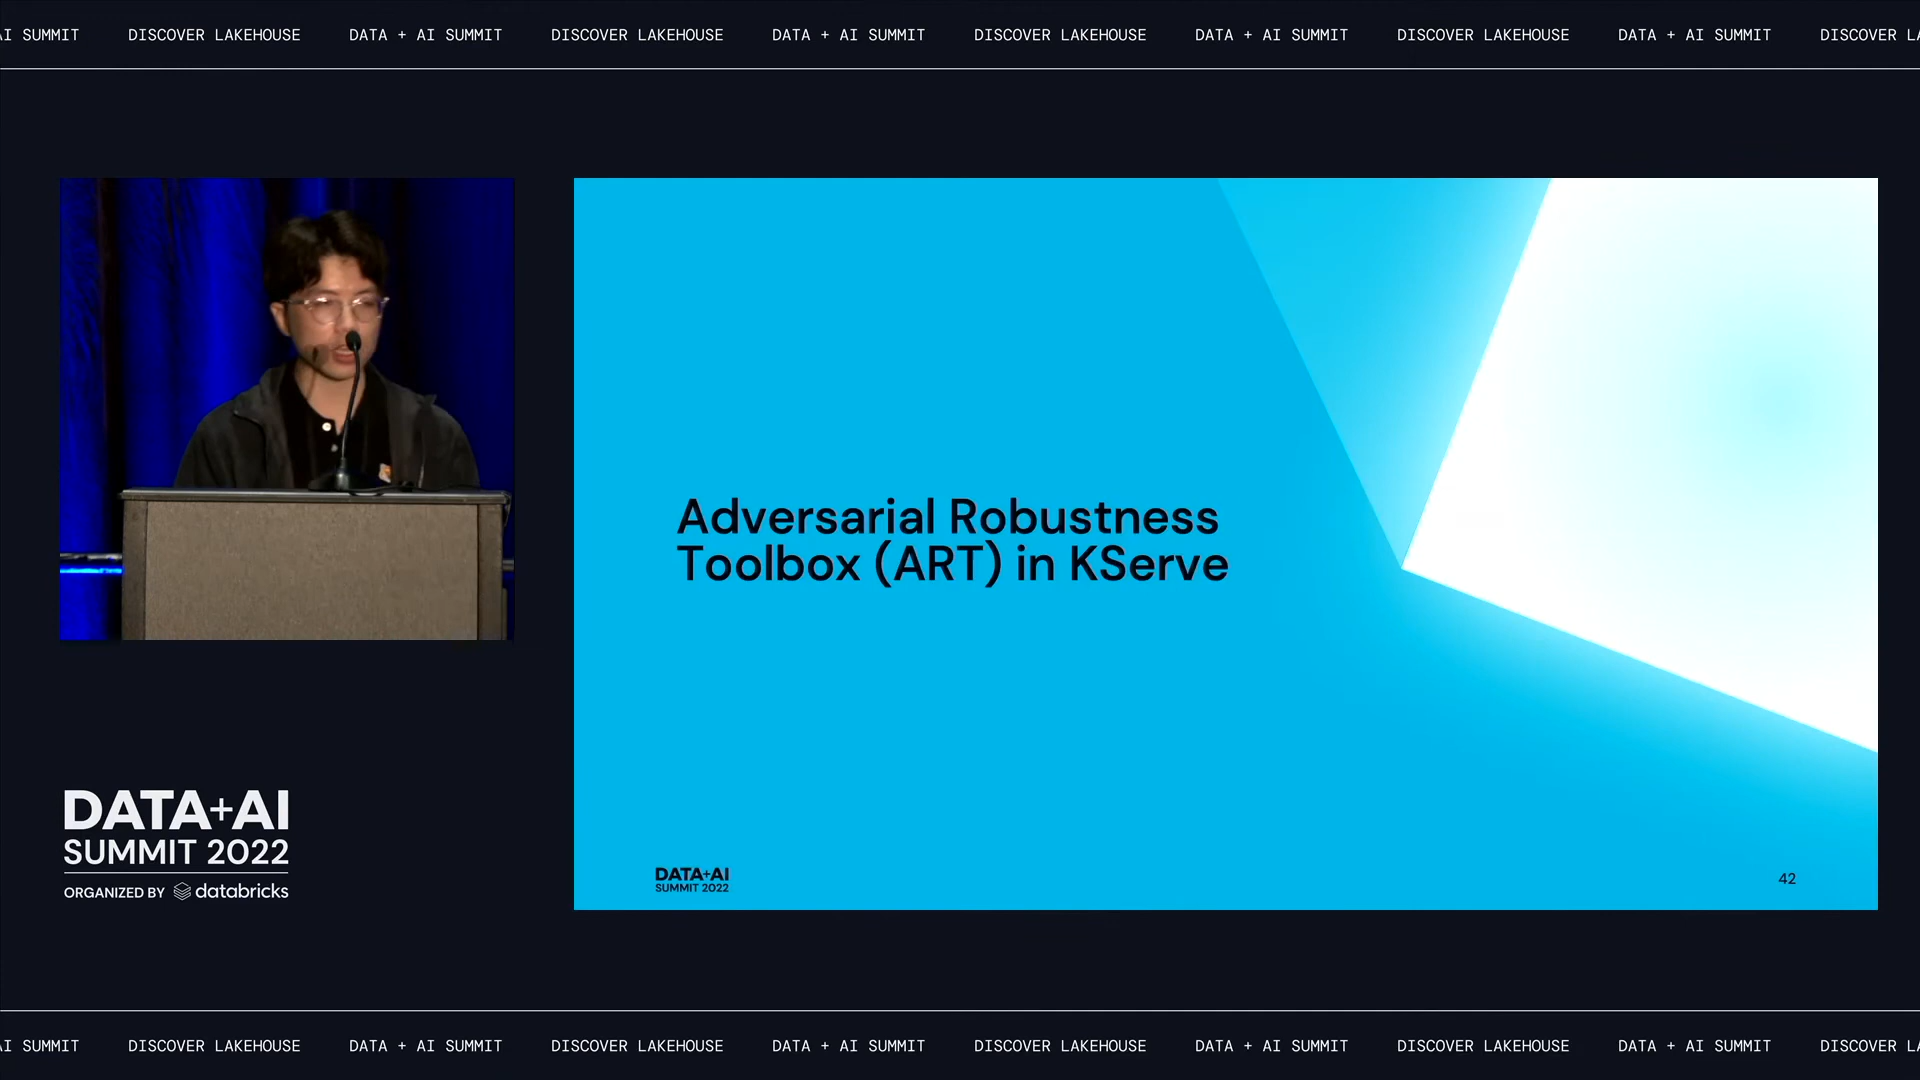 AI SUMMIT DISCOVER LAKEHOUSE DATA + AI SUMMIT DISCOVER LAKEHOUSE DATA + AI SUMMIT DISCOVER LAKEHOUSE DATA + AI SUMMIT DISCOVER LAKEHOUSE DATA + AI SUMMIT DISCOVER
Adversarial Robustness
Toolbox (ART) in KServe
DATA+AI
SUMMIT 2022
42
DATA+AI
SUMMIT 2022
ORGANIZED BY databricks
AI SUMMIT DISCOVER LAKEHOUSE DATA + AI SUMMIT DISCOVER LAKEHOUSE DATA + AI SUMMIT DISCOVER LAKEHOUSE DATA + AI SUMMIT DISCOVER LAKEHOUSE DATA + AI SUMMIT DISCOVER